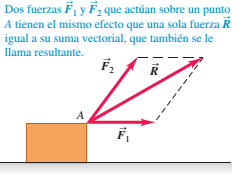 Dos fuerzas F⃗₁ y F⃗₂ que actúan sobre un punto
A tienen el mismo efecto que una sola fuerza R⃗
igual a su suma vectorial, que también se le
llama resultante.
F⃗₂
R⃗
A
F⃗₁